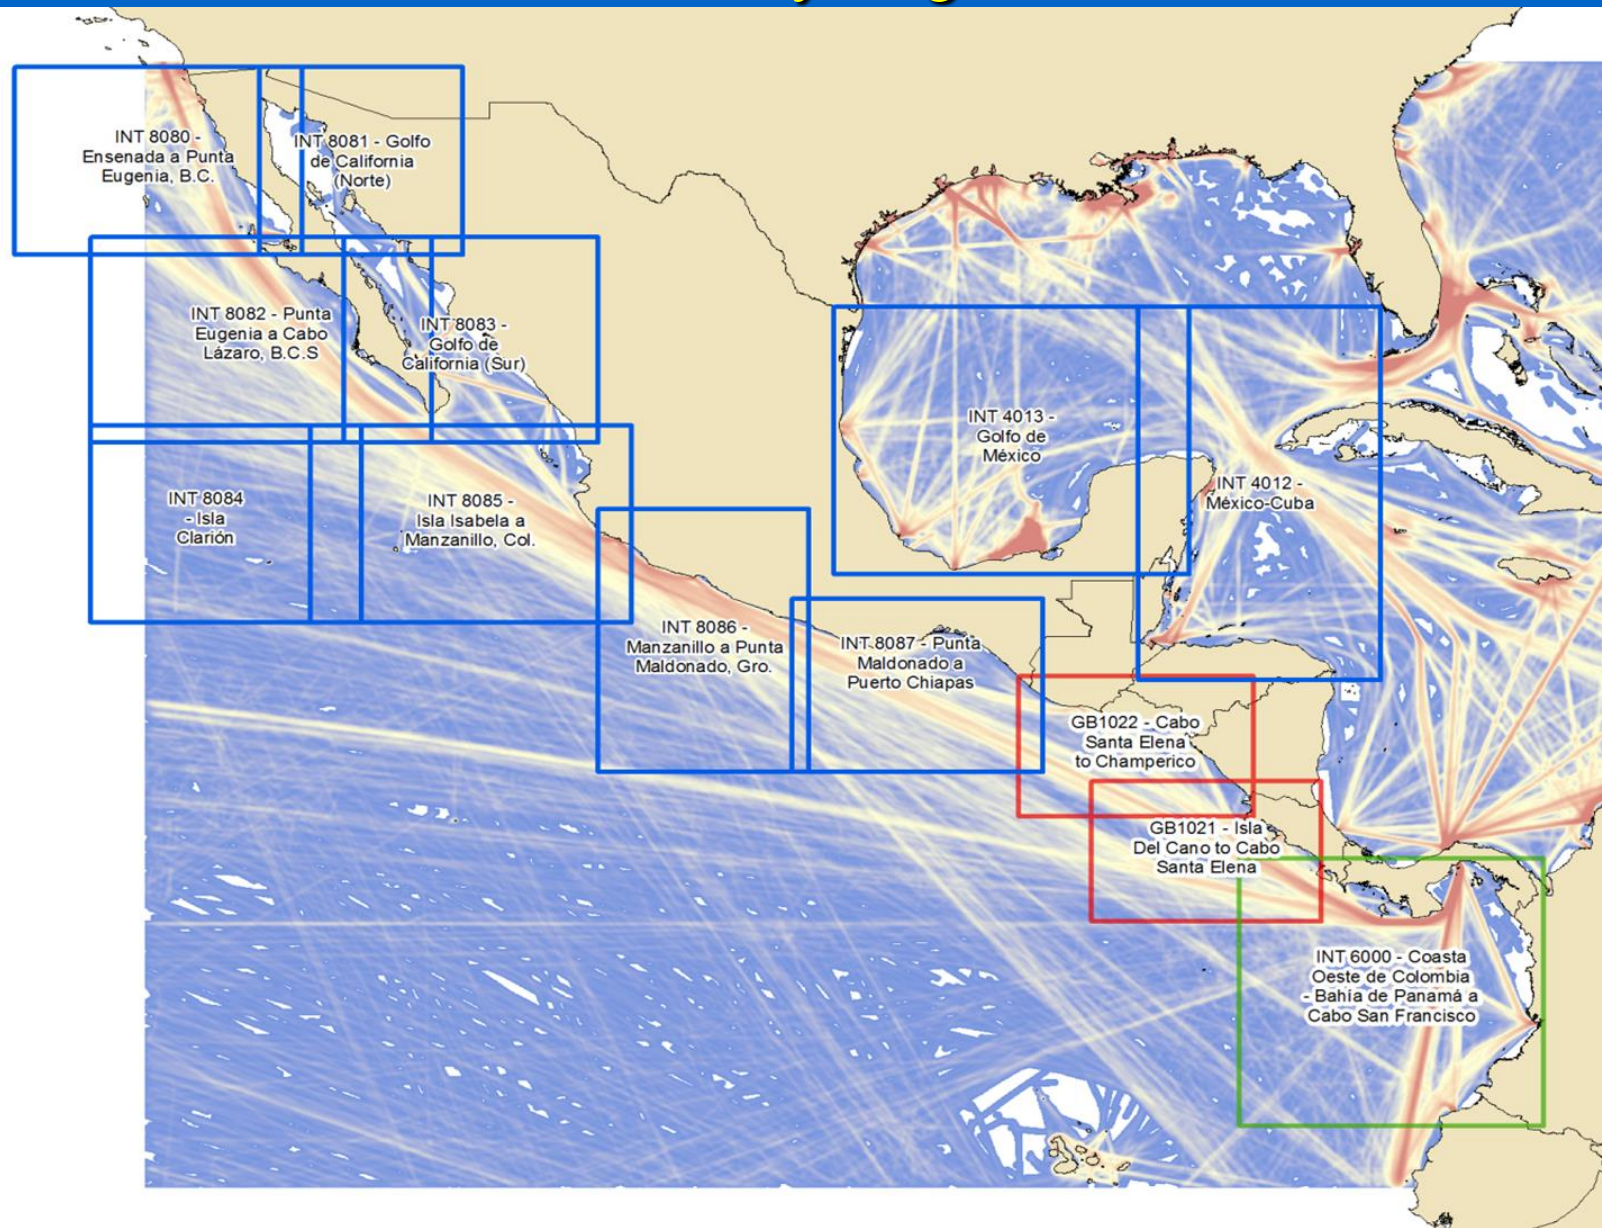 INT 8080 -
Ensenada a Punta
Eugenia, B.C.
INT 8081 - Golfo
de California
(Norte)
INT 8082 - Punta
Eugenia a Cabo
Lázaro, B.C.S
INT 8083 -
Golfo de
California (Sur)
INT 4013 -
Golfo de
México
INT 4012 -
México-Cuba
INT 8084
- Isla
Clarión
INT 8085 -
Isla Isabela a
Manzanillo, Col.
INT 8086 -
Manzanillo a Punta
Maldonado, Gro.
INT 8087 - Punta
Maldonado a
Puerto Chiapas
GB1022 - Cabo
Santa Elena
to Champerico
GB1021 - Isla
Del Cano to Cabo
Santa Elena
INT 6000 - Coasta
Oeste de Colombia
- Bahía de Panamá a
Cabo San Francisco